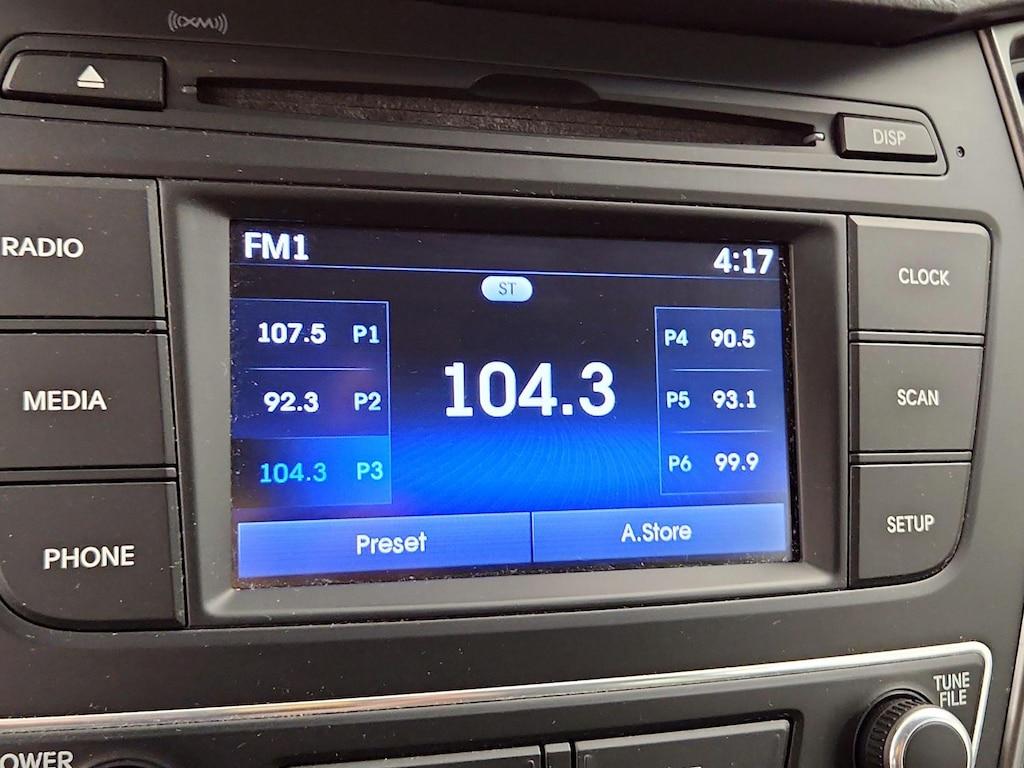 ((XM))
DISP
RADIO
MEDIA
PHONE
FM1
4:17
ST
107.5 P1
92.3 P2
104.3 P3
104.3
P4 90.5
P5 93.1
P6 99.9
Preset
A.Store
CLOCK
SCAN
SETUP
TUNE
FILE
OWER